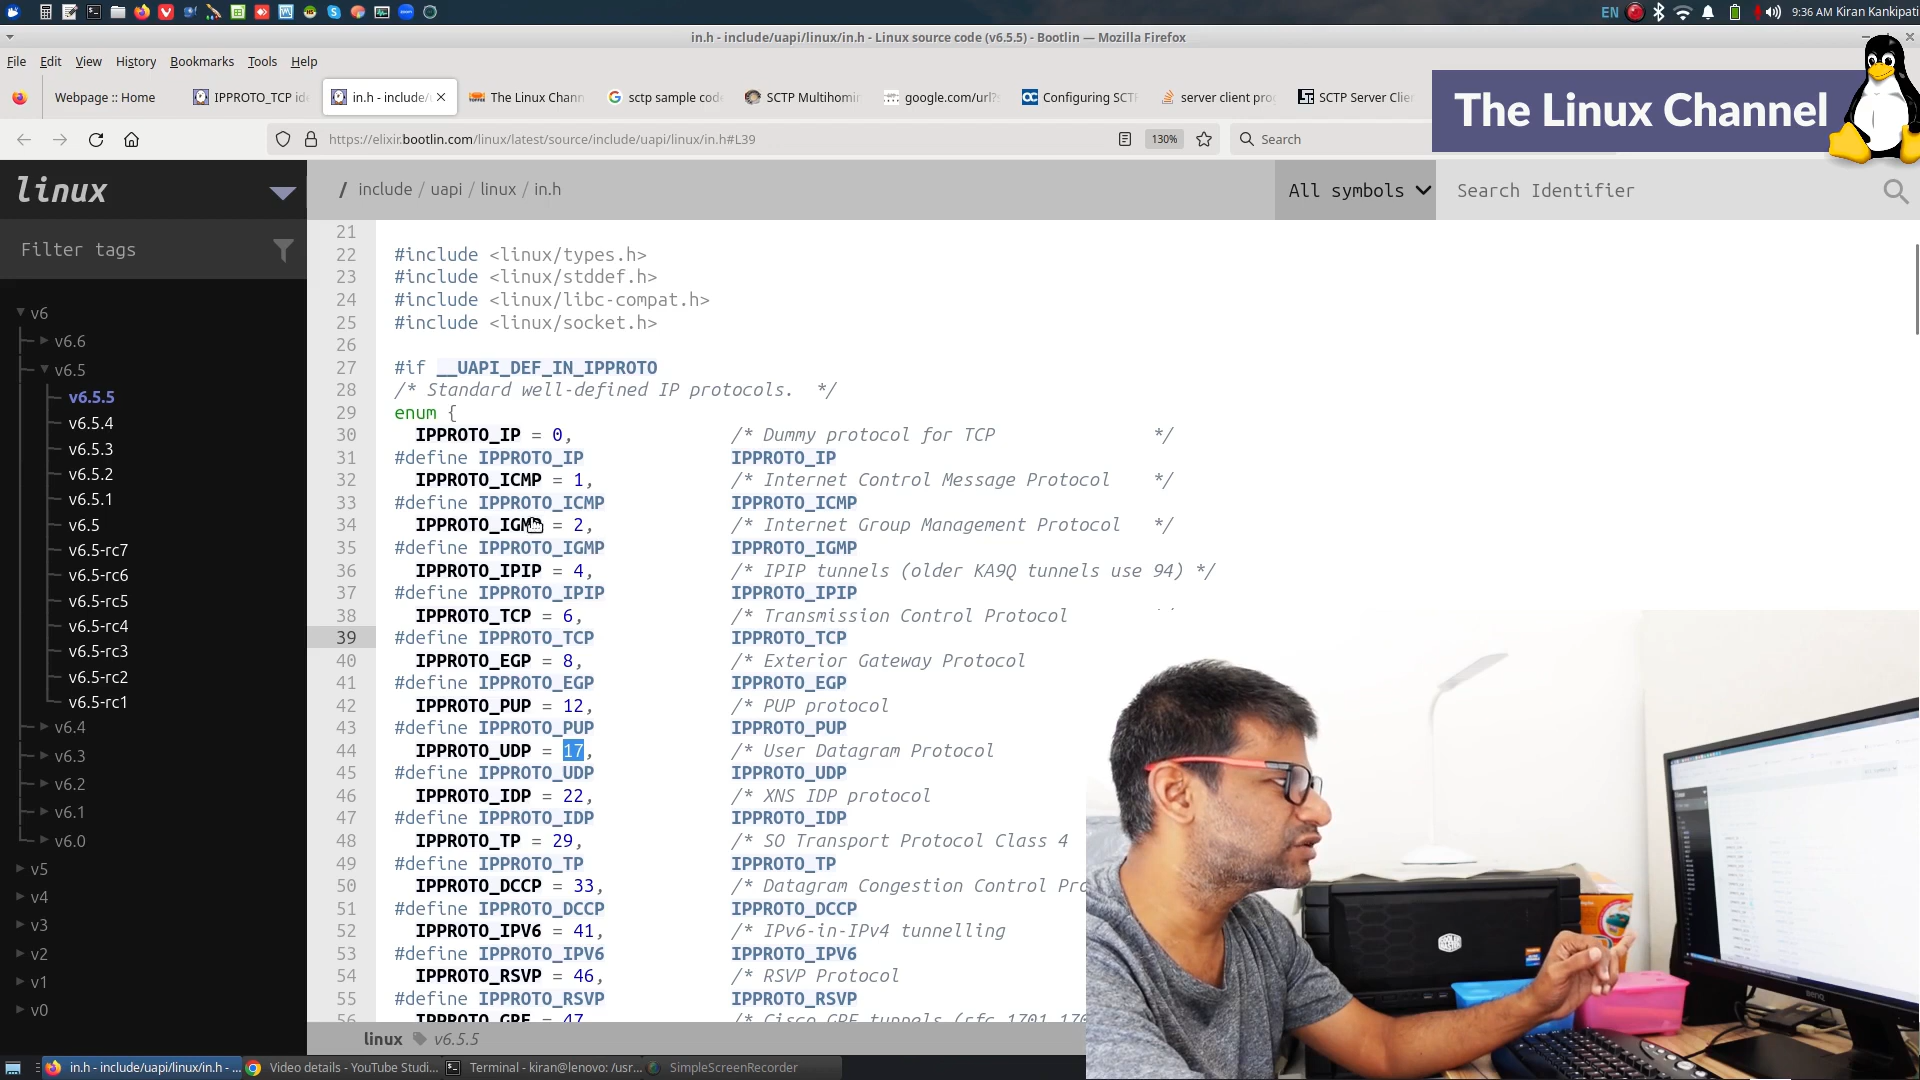 EN 9:36 AM Kiran Kankipati
in.h - include/uapi/linux/in.h - Linux source code (v6.5.5) - Bootlin — Mozilla Firefox
File Edit View History Bookmarks Tools Help
Webpage :: Home IPPROTO_TCP ide in.h - include/u The Linux Chann sctp sample code SCTP Multihomin google.com/url? Configuring SCT server client pro SCTP Server Clie
The Linux Channel
https://elixir.bootlin.com/linux/latest/source/include/uapi/linux/in.h#L39 130% Search
linux / include / uapi / linux / in.h All symbols Search Identifier
Filter tags
v6
v6.6
v6.5
v6.5.5
v6.5.4
v6.5.3
v6.5.2
v6.5.1
v6.5
v6.5-rc7
v6.5-rc6
v6.5-rc5
v6.5-rc4
v6.5-rc3
v6.5-rc2
v6.5-rc1
v6.4
v6.3
v6.2
v6.1
v6.0
v5
v4
v3
v2
v1
v0
21
22 #include <linux/types.h>
23 #include <linux/stddef.h>
24 #include <linux/libc-compat.h>
25 #include <linux/socket.h>
26
27 #if __UAPI_DEF_IN_IPPROTO
28 /* Standard well-defined IP protocols. */
29 enum {
30 IPPROTO_IP = 0, /* Dummy protocol for TCP */
31 #define IPPROTO_IP IPPROTO_IP
32 IPPROTO_ICMP = 1, /* Internet Control Message Protocol */
33 #define IPPROTO_ICMP IPPROTO_ICMP
34 IPPROTO_IGMP = 2, /* Internet Group Management Protocol */
35 #define IPPROTO_IGMP IPPROTO_IGMP
36 IPPROTO_IPIP = 4, /* IPIP tunnels (older KA9Q tunnels use 94) */
37 #define IPPROTO_IPIP IPPROTO_IPIP
38 IPPROTO_TCP = 6, /* Transmission Control Protocol
39 #define IPPROTO_TCP IPPROTO_TCP
40 IPPROTO_EGP = 8, /* Exterior Gateway Protocol
41 #define IPPROTO_EGP IPPROTO_EGP
42 IPPROTO_PUP = 12, /* PUP protocol
43 #define IPPROTO_PUP IPPROTO_PUP
44 IPPROTO_UDP = 17, /* User Datagram Protocol
45 #define IPPROTO_UDP IPPROTO_UDP
46 IPPROTO_IDP = 22, /* XNS IDP protocol
47 #define IPPROTO_IDP IPPROTO_IDP
48 IPPROTO_TP = 29, /* SO Transport Protocol Class 4
49 #define IPPROTO_TP IPPROTO_TP
50 IPPROTO_DCCP = 33, /* Datagram Congestion Control Pro
51 #define IPPROTO_DCCP IPPROTO_DCCP
52 IPPROTO_IPV6 = 41, /* IPv6-in-IPv4 tunnelling
53 #define IPPROTO_IPV6 IPPROTO_IPV6
54 IPPROTO_RSVP = 46, /* RSVP Protocol
55 #define IPPROTO_RSVP IPPROTO_RSVP
56 IPPROTO_GRE = 47, /* Cisco GRE tunnels (rfc 1701,170
linux v6.5.5
in.h - include/uapi/linux/in.h - ... Video details - YouTube Studi... Terminal - kiran@lenovo: /usr... SimpleScreenRecorder
BenQ